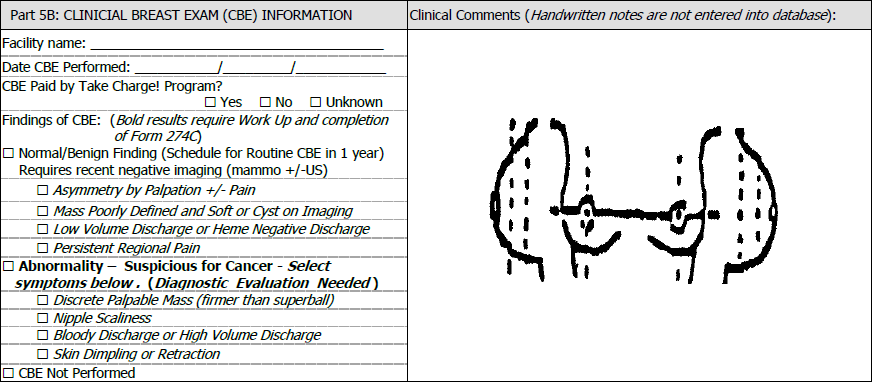 Part 5B: CLINICIAL BREAST EXAM (CBE) INFORMATION
Facility name: ______________________________________
Date CBE Performed: ___________/_________/____________
CBE Paid by Take Charge! Program?
☐ Yes ☐ No ☐ Unknown
Findings of CBE: (Bold results require Work Up and completion
of Form 274C)
☐ Normal/Benign Finding (Schedule for Routine CBE in 1 year)
Requires recent negative imaging (mammo +/-US)
☐ Asymmetry by Palpation +/- Pain
☐ Mass Poorly Defined and Soft or Cyst on Imaging
☐ Low Volume Discharge or Heme Negative Discharge
☐ Persistent Regional Pain
☐ Abnormality – Suspicious for Cancer - Select
symptoms below. (Diagnostic Evaluation Needed)
☐ Discrete Palpable Mass (firmer than superball)
☐ Nipple Scaliness
☐ Bloody Discharge or High Volume Discharge
☐ Skin Dimpling or Retraction
☐ CBE Not Performed
Clinical Comments (Handwritten notes are not entered into database):